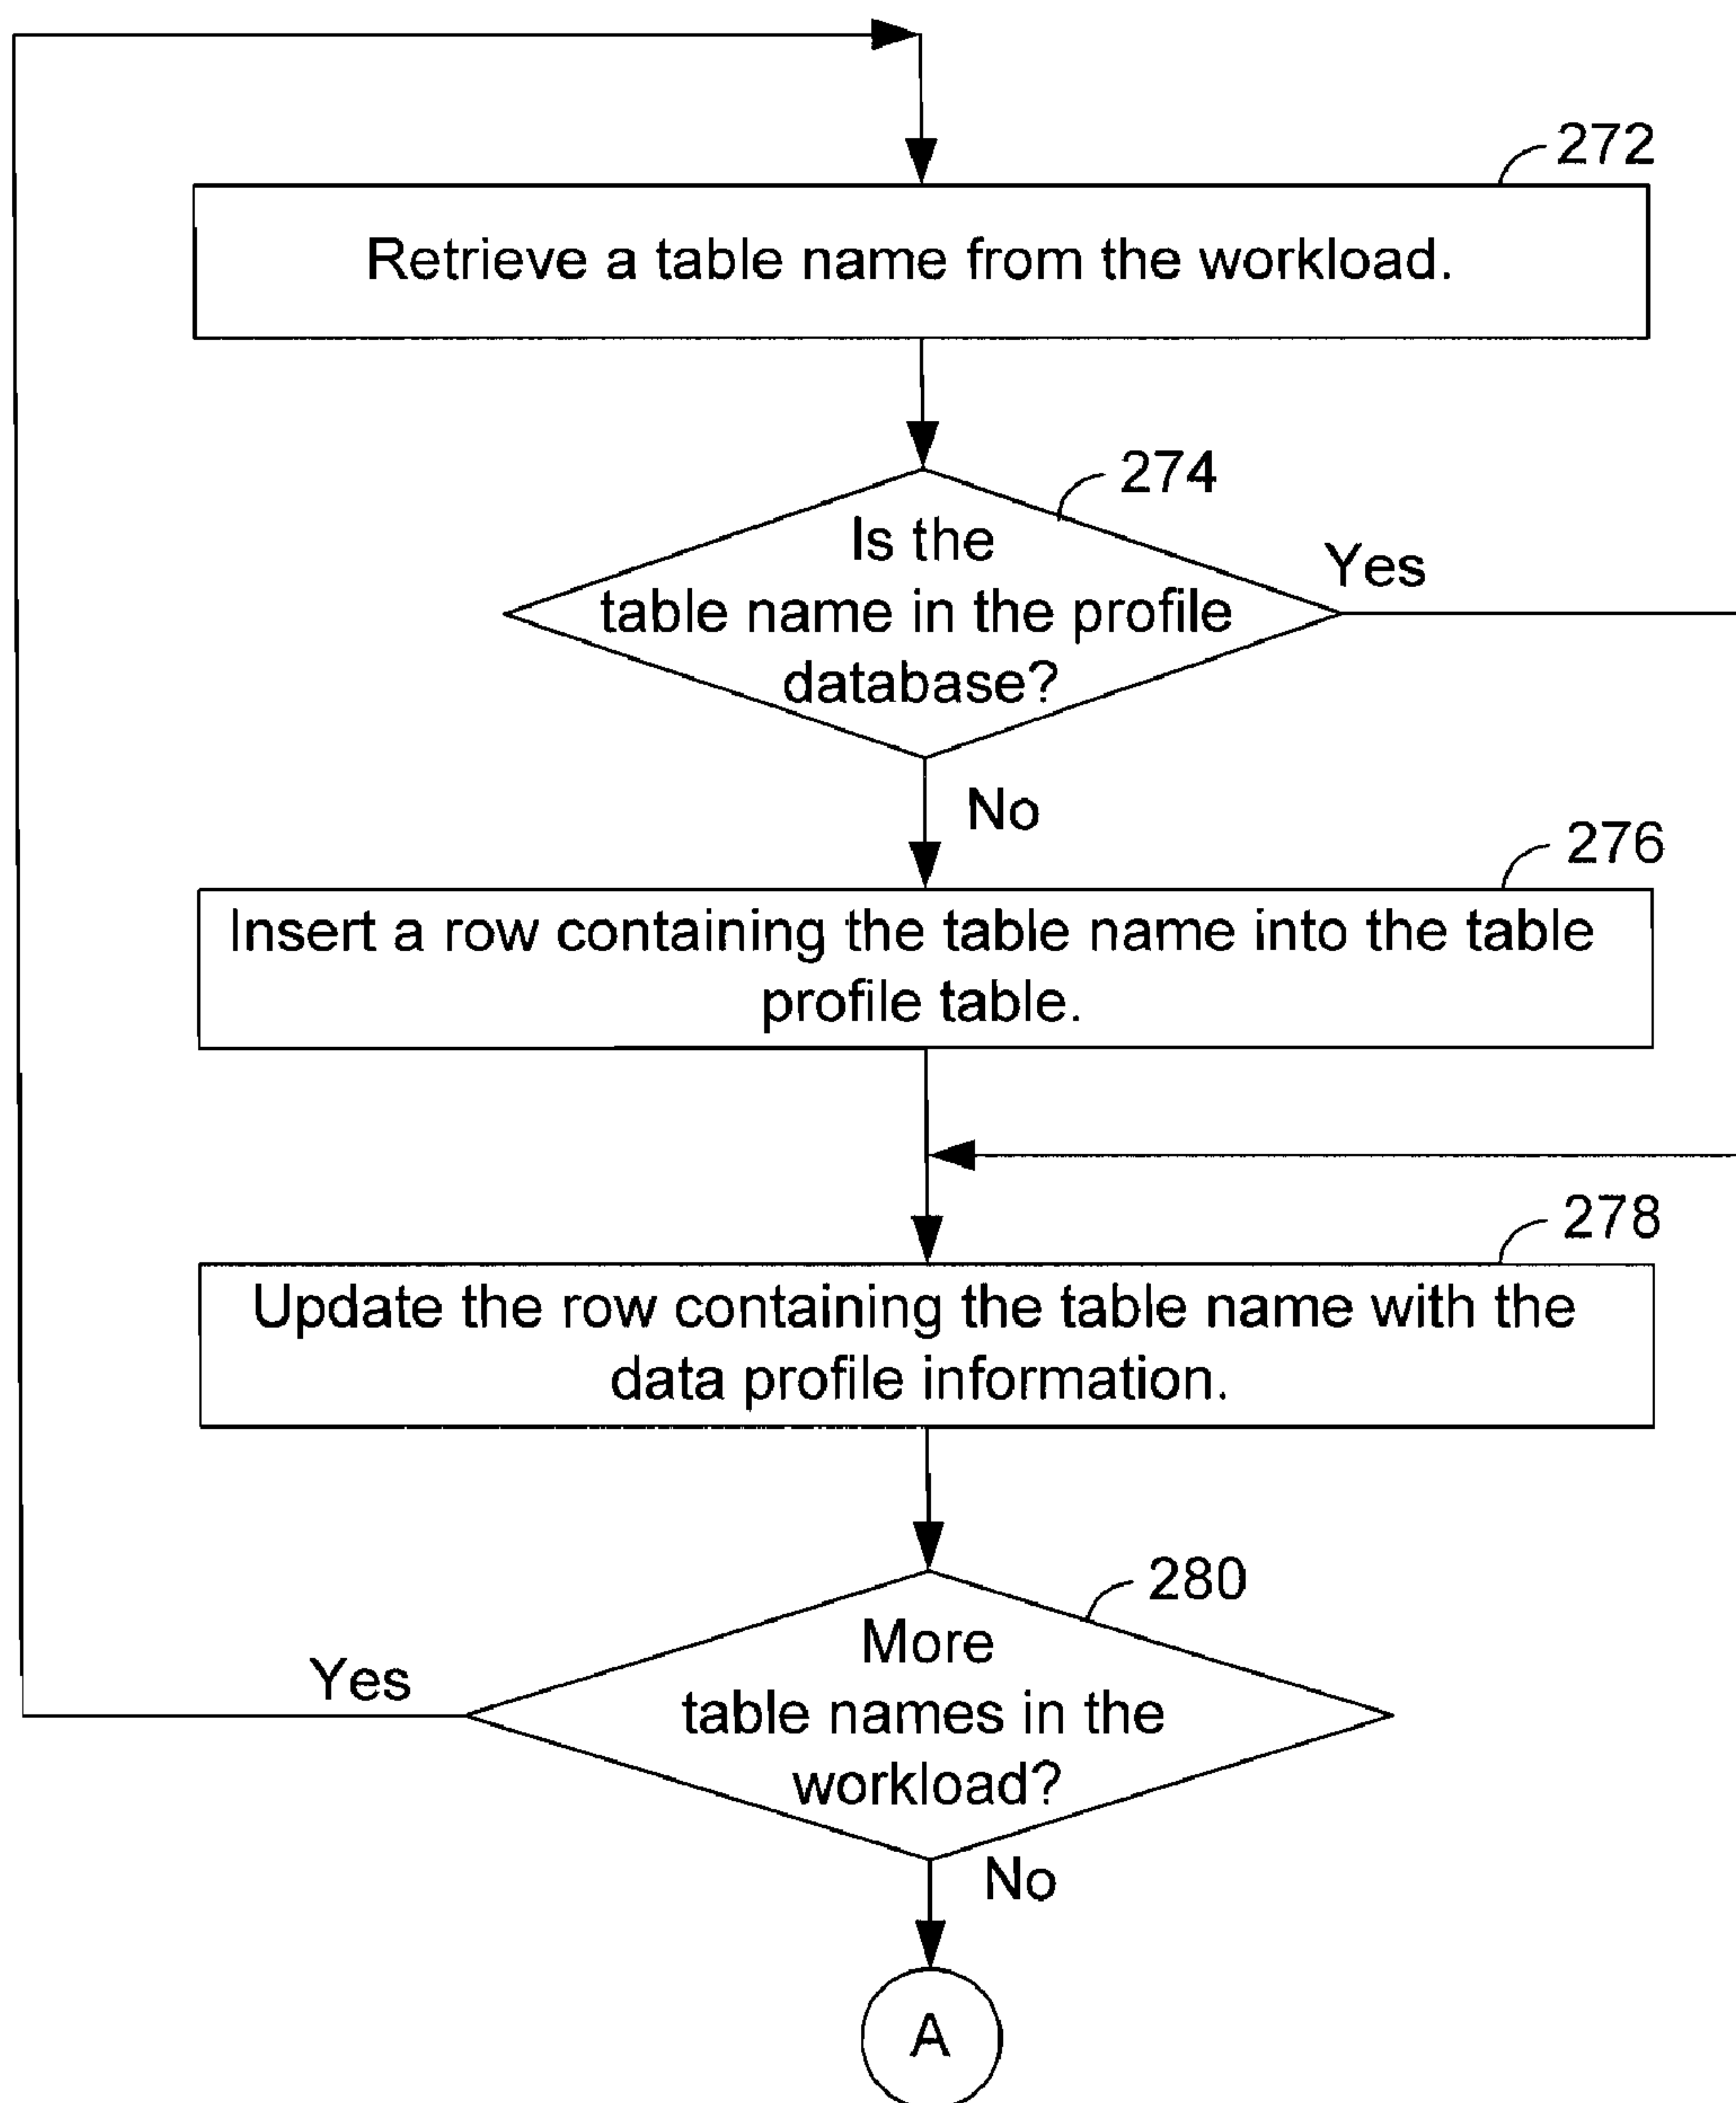 272
Retrieve a table name from the workload.
274
Is the
table name in the profile
database?
Yes
No
276
Insert a row containing the table name into the table
profile table.
278
Update the row containing the table name with the
data profile information.
280
More
table names in the
workload?
Yes
No
A